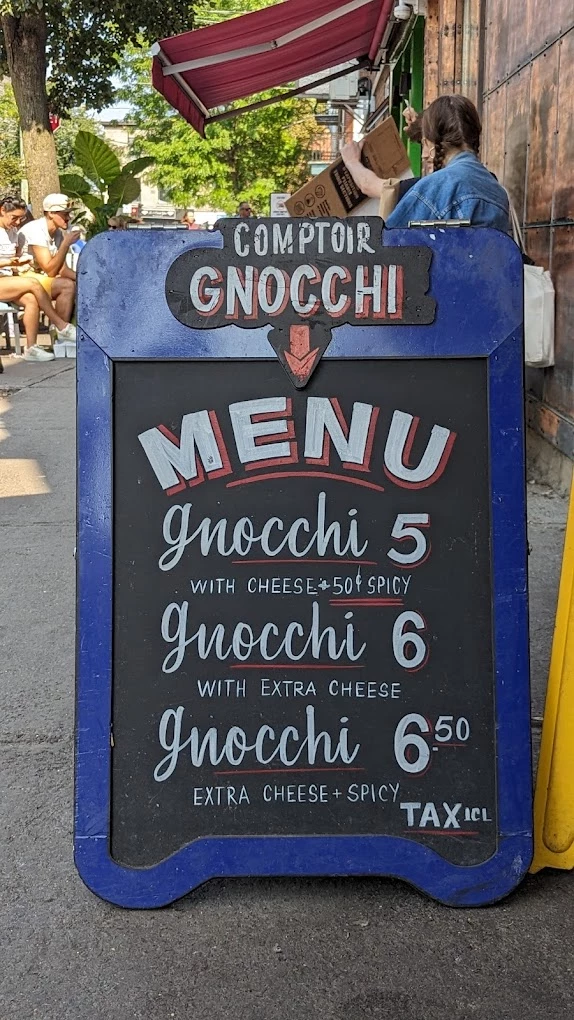 COMPTOIR
GNOCCHI
MENU
gnocchi 5
WITH CHEESE + 50¢ SPICY
gnocchi 6
WITH EXTRA CHEESE
gnocchi 6.50
EXTRA CHEESE + SPICY
TAX ICL